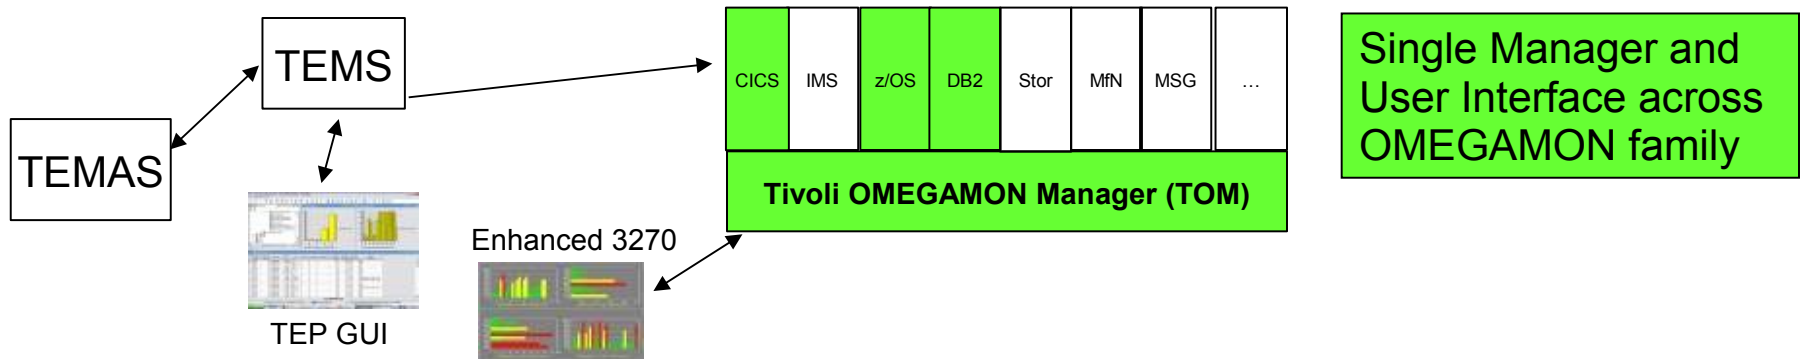 TEMAS
TEMS
TEP GUI
Enhanced 3270
CICS
IMS
z/OS
DB2
Stor
MfN
MSG
...
Tivoli OMEGAMON Manager (TOM)
Single Manager and
User Interface across
OMEGAMON family